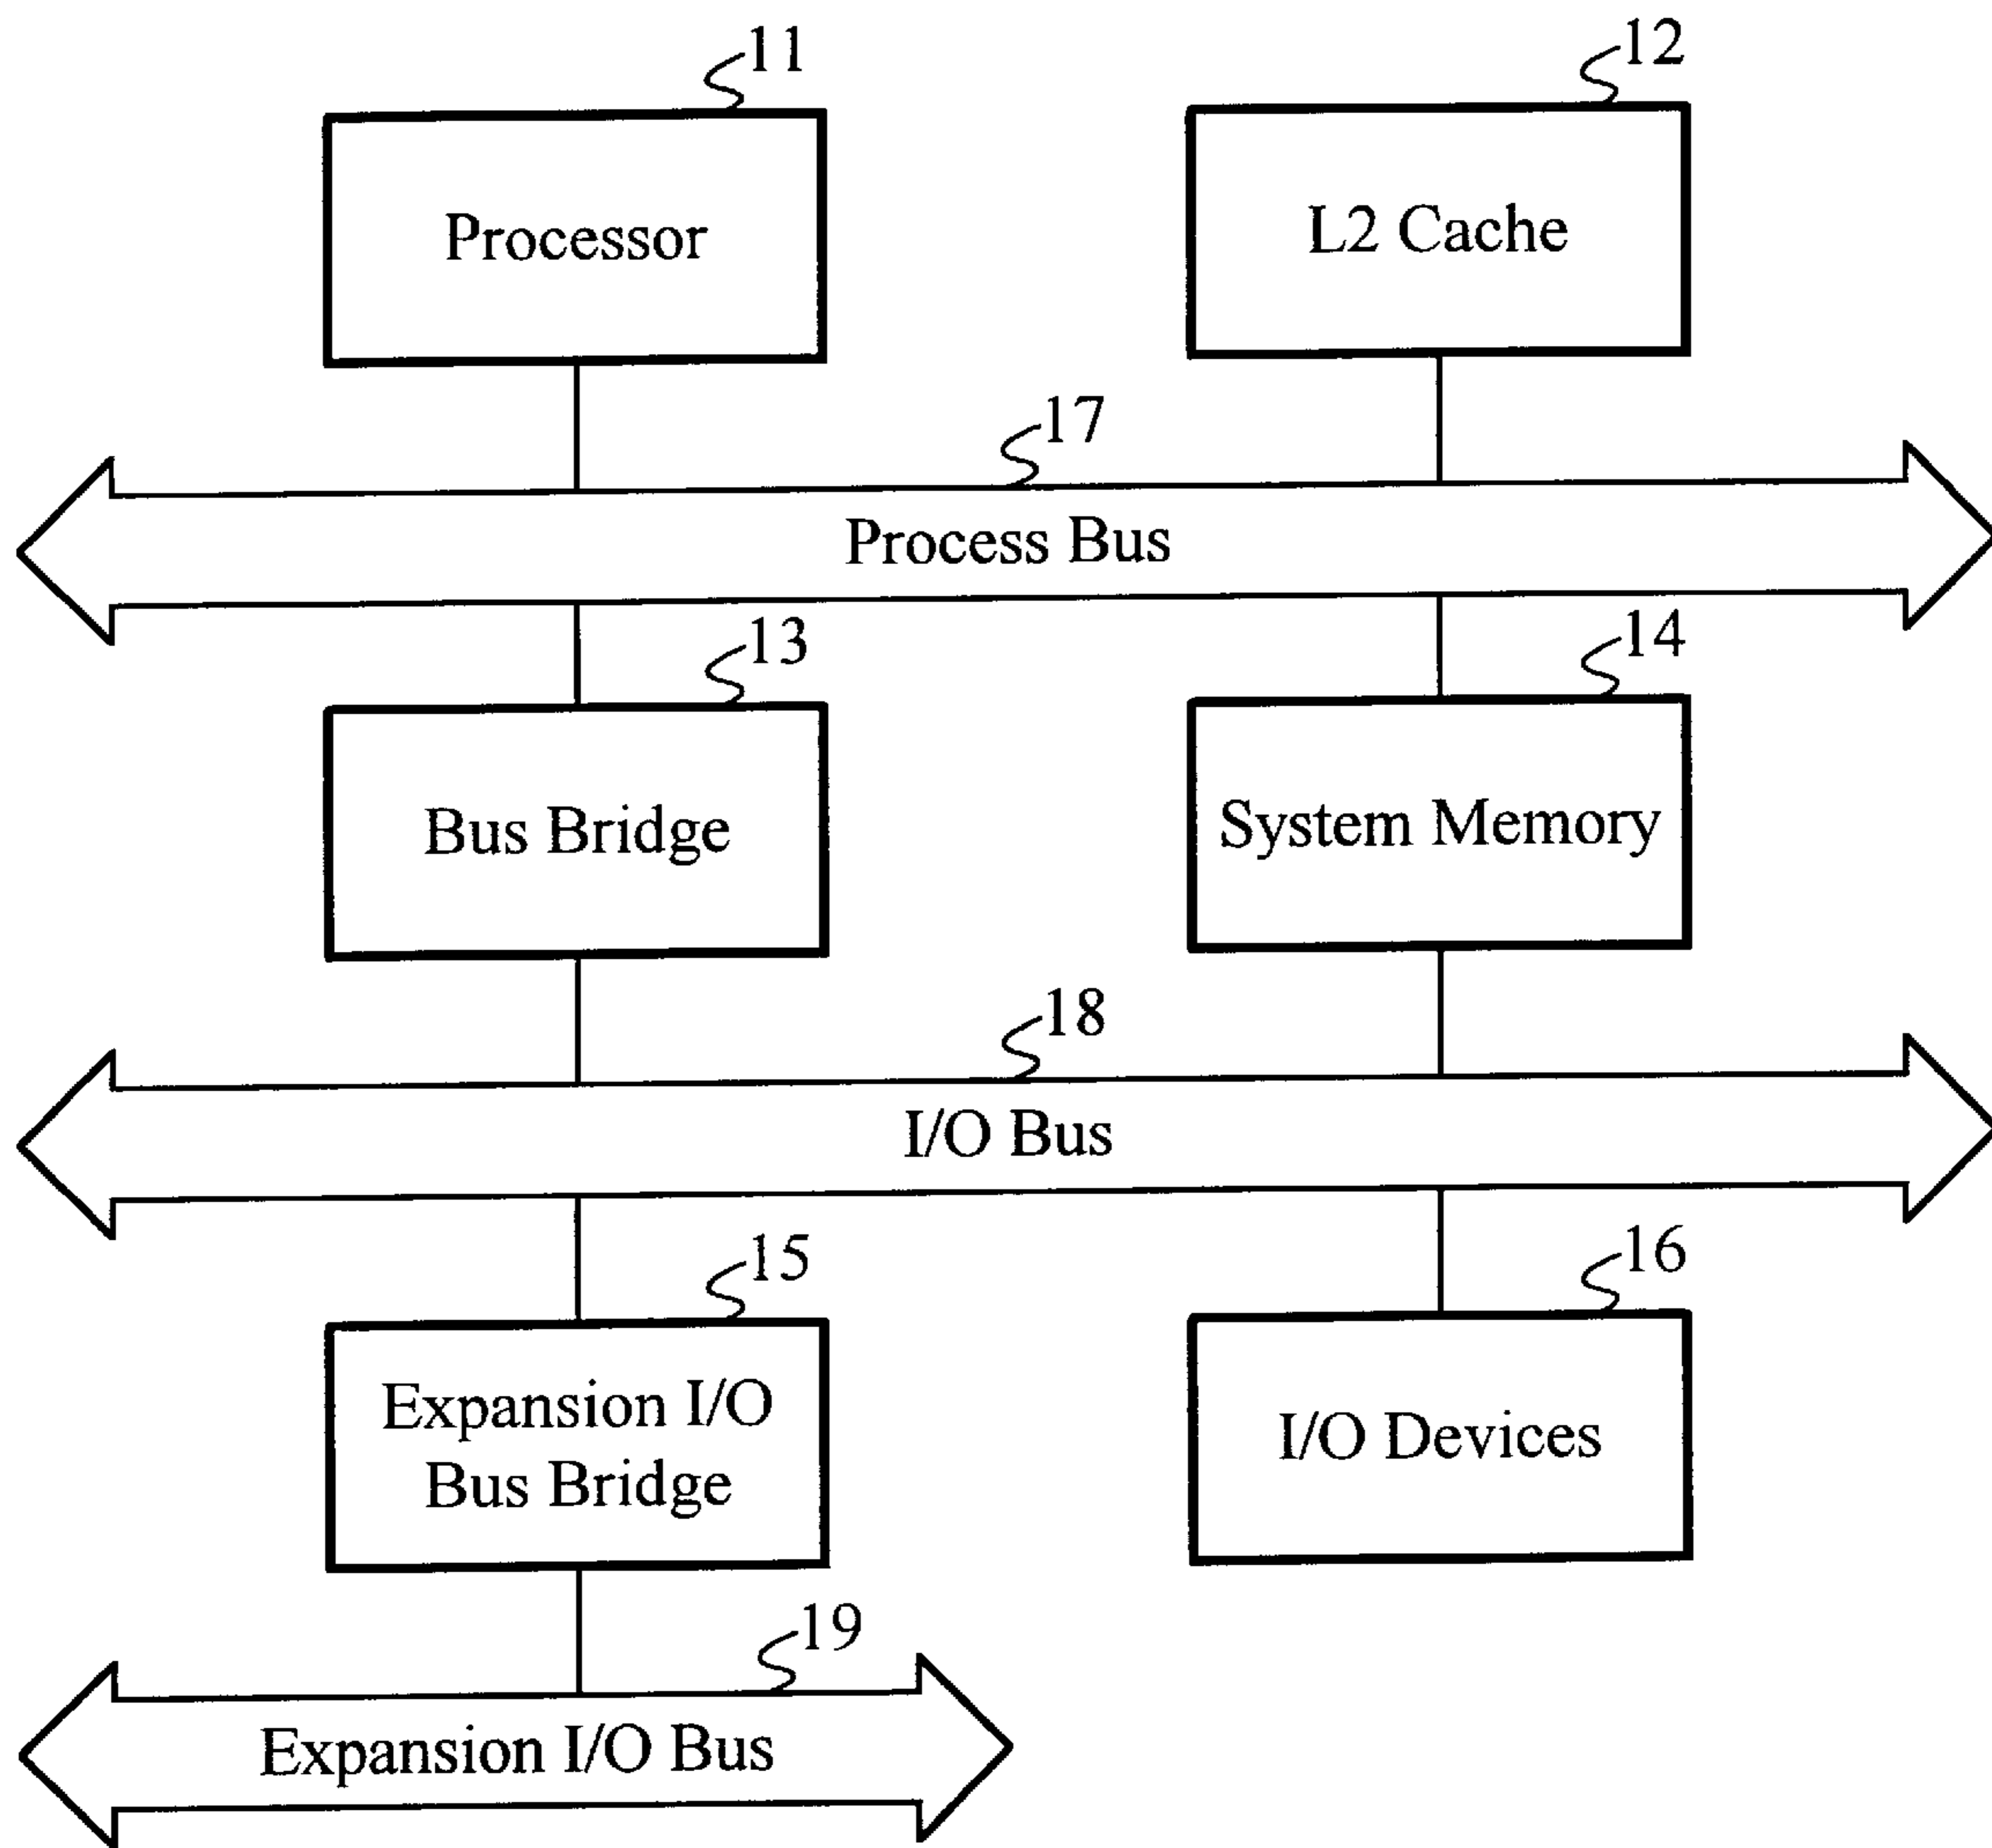 11
12
Processor
L2 Cache
17
Process Bus
13
14
Bus Bridge
System Memory
18
I/O Bus
15
16
Expansion I/O
Bus Bridge
I/O Devices
19
Expansion I/O Bus